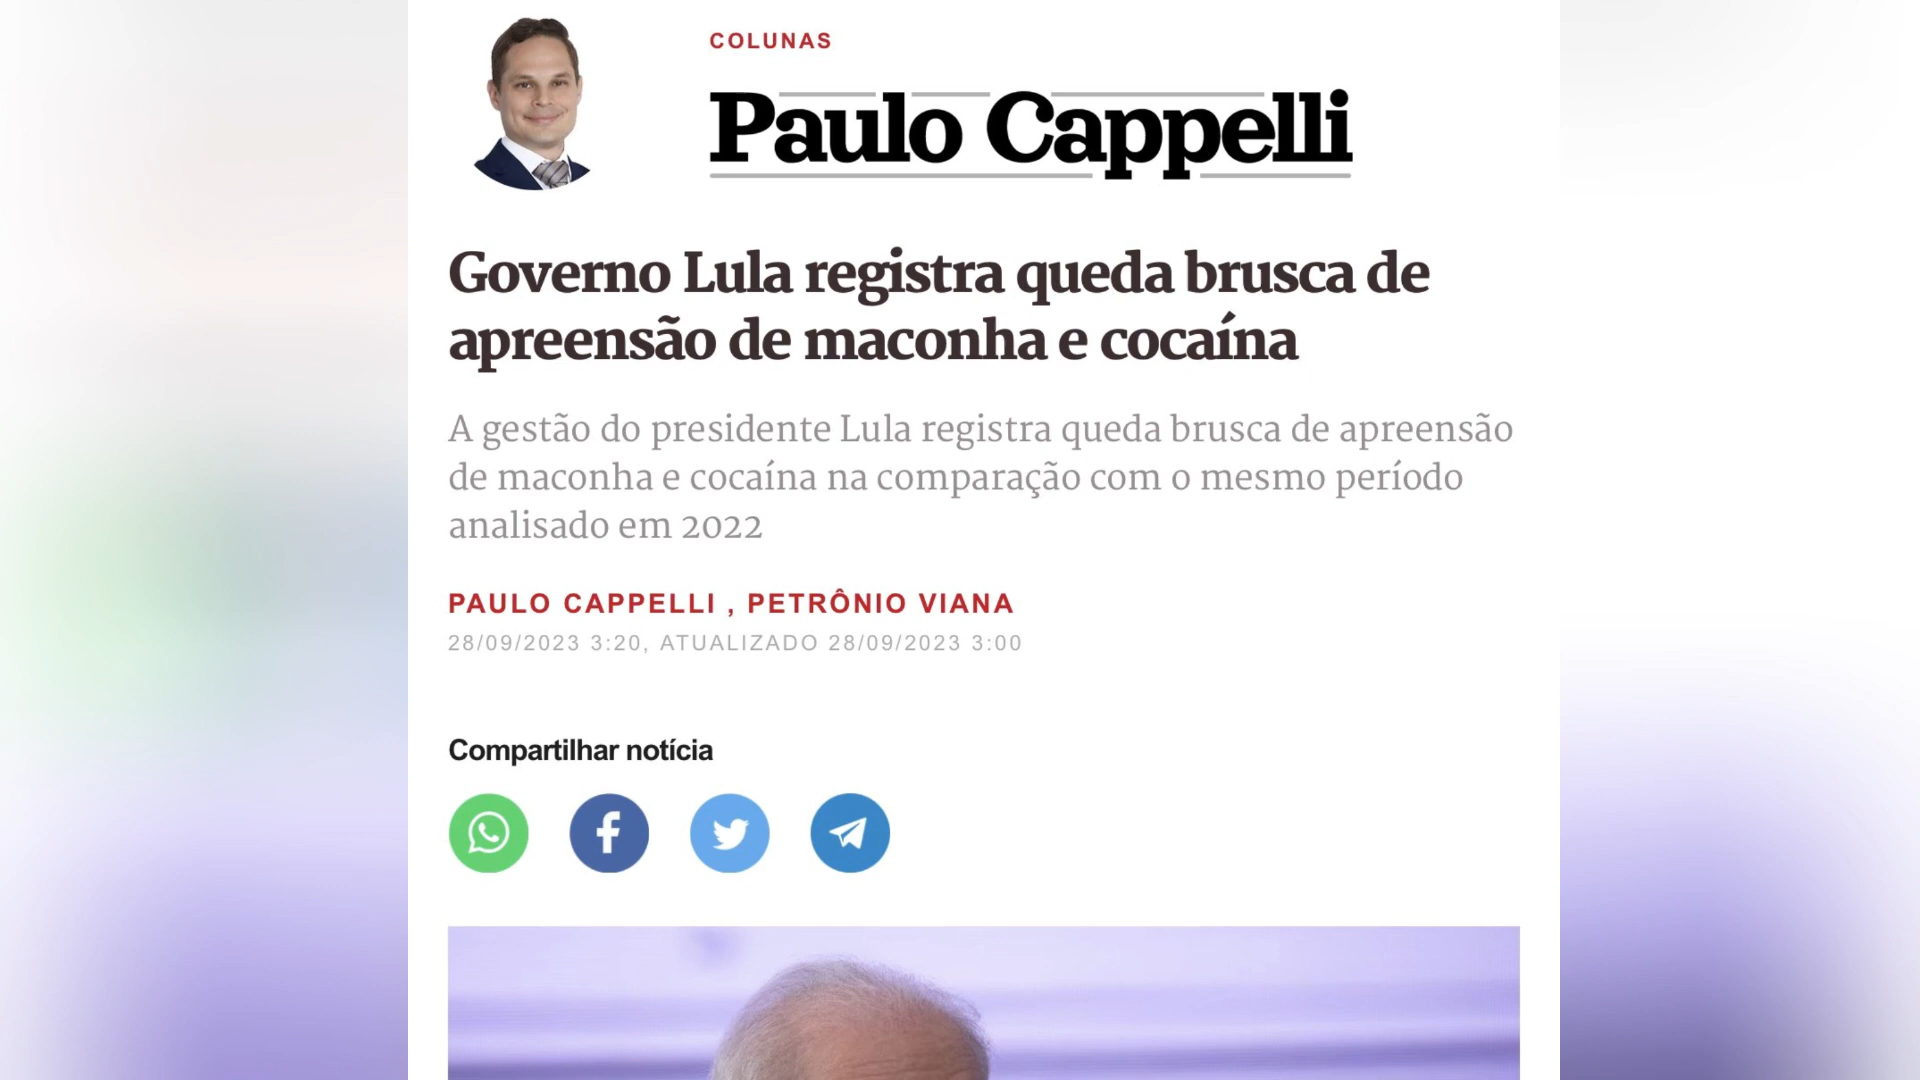 COLUNAS
Paulo Cappelli
Governo Lula registra queda brusca de
apreensão de maconha e cocaína
A gestão do presidente Lula registra queda brusca de apreensão
de maconha e cocaína na comparação com o mesmo período
analisado em 2022
PAULO CAPPELLI , PETRÔNIO VIANA
28/09/2023 3:20, ATUALIZADO 28/09/2023 3:00
Compartilhar notícia